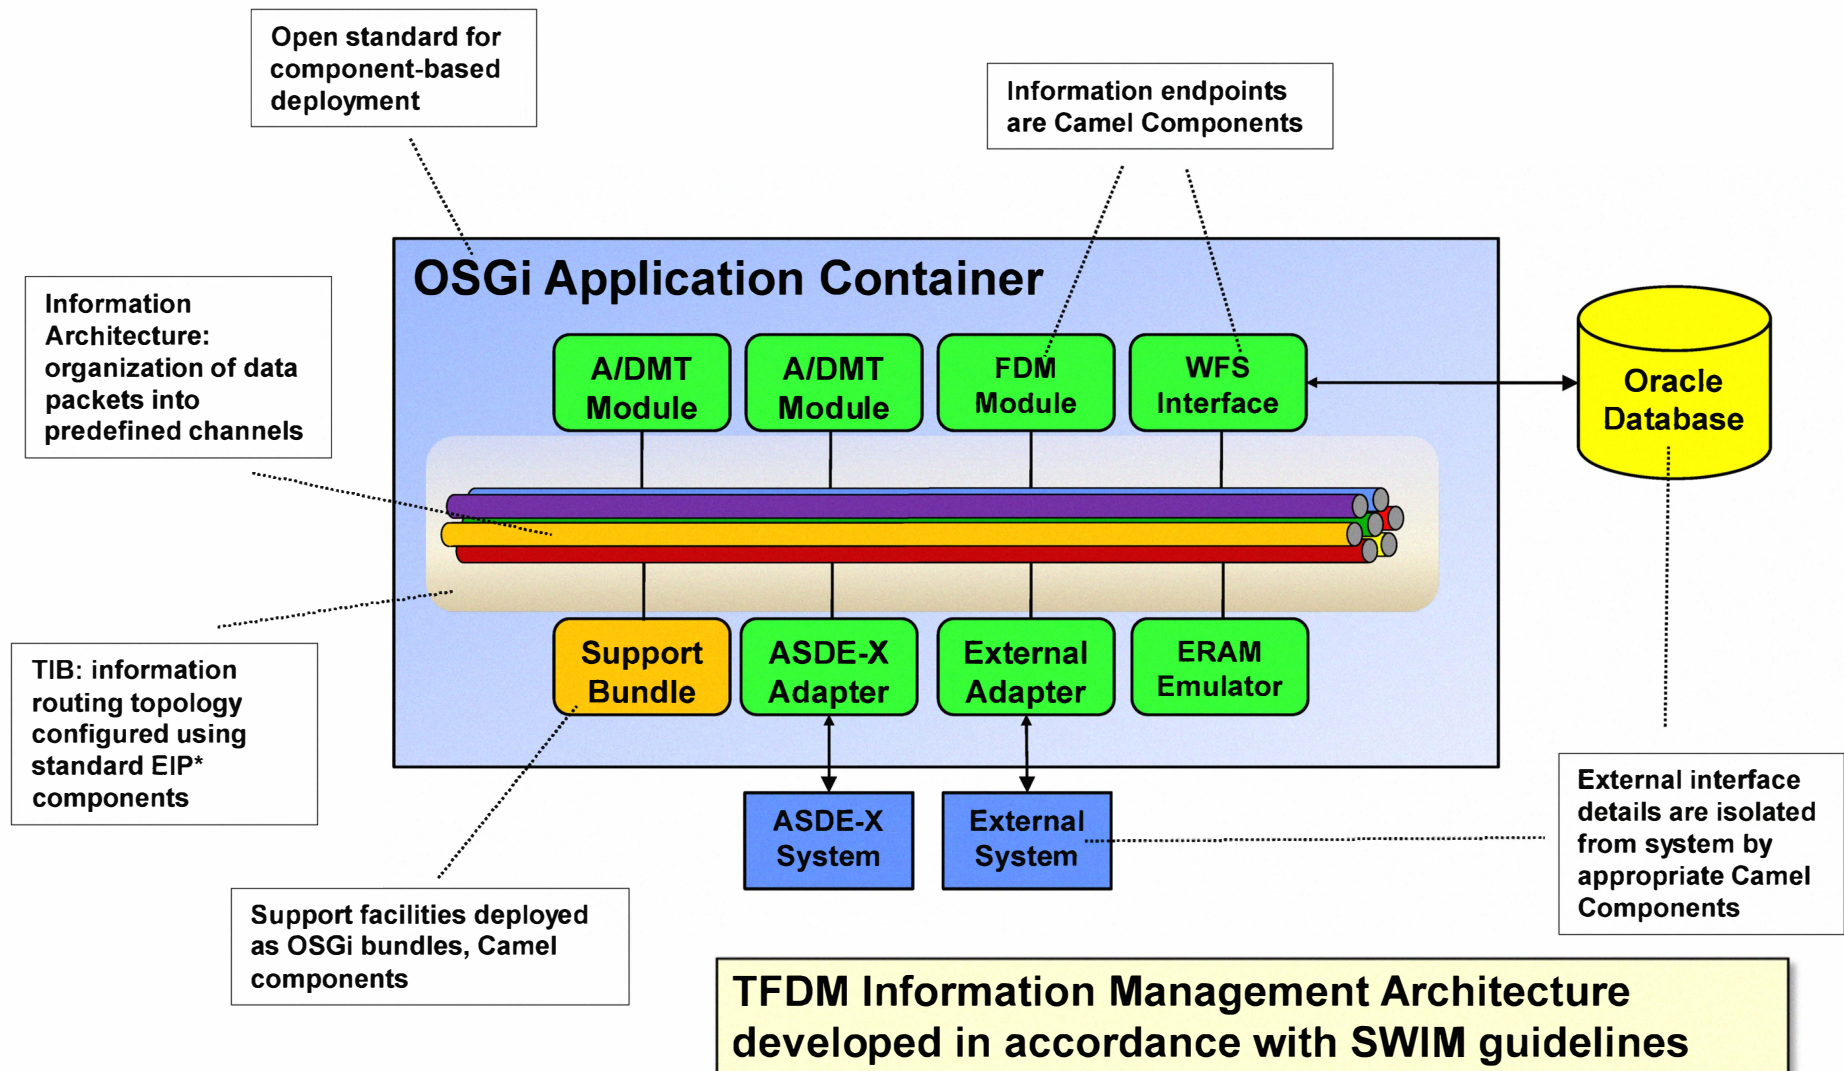 Open standard for
component-based
deployment
Information endpoints
are Camel Components
OSGi Application Container
Information
Architecture:
organization of data
packets into
predefined channels
A/DMT
Module
A/DMT
Module
FDM
Module
WFS
Interface
Oracle
Database
TIB: information
routing topology
configured using
standard EIP*
components
Support
Bundle
ASDE-X
Adapter
External
Adapter
ERAM
Emulator
ASDE-X
System
External
System
External interface
details are isolated
from system by
appropriate Camel
Components
Support facilities deployed
as OSGi bundles, Camel
components
TFDM Information Management Architecture
developed in accordance with SWIM guidelines